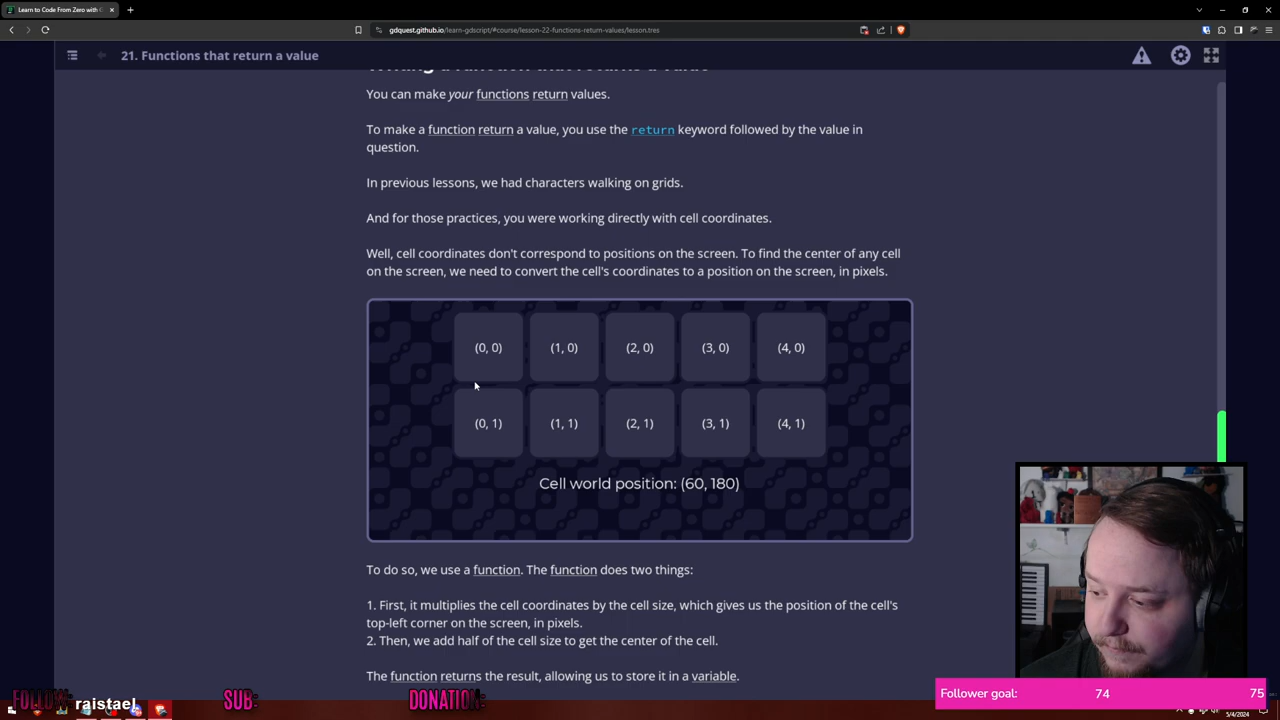 Learn to Code From Zero with
gdquest.github.io/learn-gdscript/#course/lesson-22-functions-return-values/lesson.tres
21. Functions that return a value
You can make your functions return values.
To make a function return a value, you use the return keyword followed by the value in
question.
In previous lessons, we had characters walking on grids.
And for those practices, you were working directly with cell coordinates.
Well, cell coordinates don't correspond to positions on the screen. To find the center of any cell
on the screen, we need to convert the cell's coordinates to a position on the screen, in pixels.
(0, 0) (1, 0) (2, 0) (3, 0) (4, 0)
(0, 1) (1, 1) (2, 1) (3, 1) (4, 1)
Cell world position: (60, 180)
To do so, we use a function. The function does two things:
1. First, it multiplies the cell coordinates by the cell size, which gives us the position of the cell's
top-left corner on the screen, in pixels.
2. Then, we add half of the cell size to get the center of the cell.
The function returns the result, allowing us to store it in a variable.
FOLLOW: raistael SUB: DONATION:
Follower goal: 74 75
5/4/2024